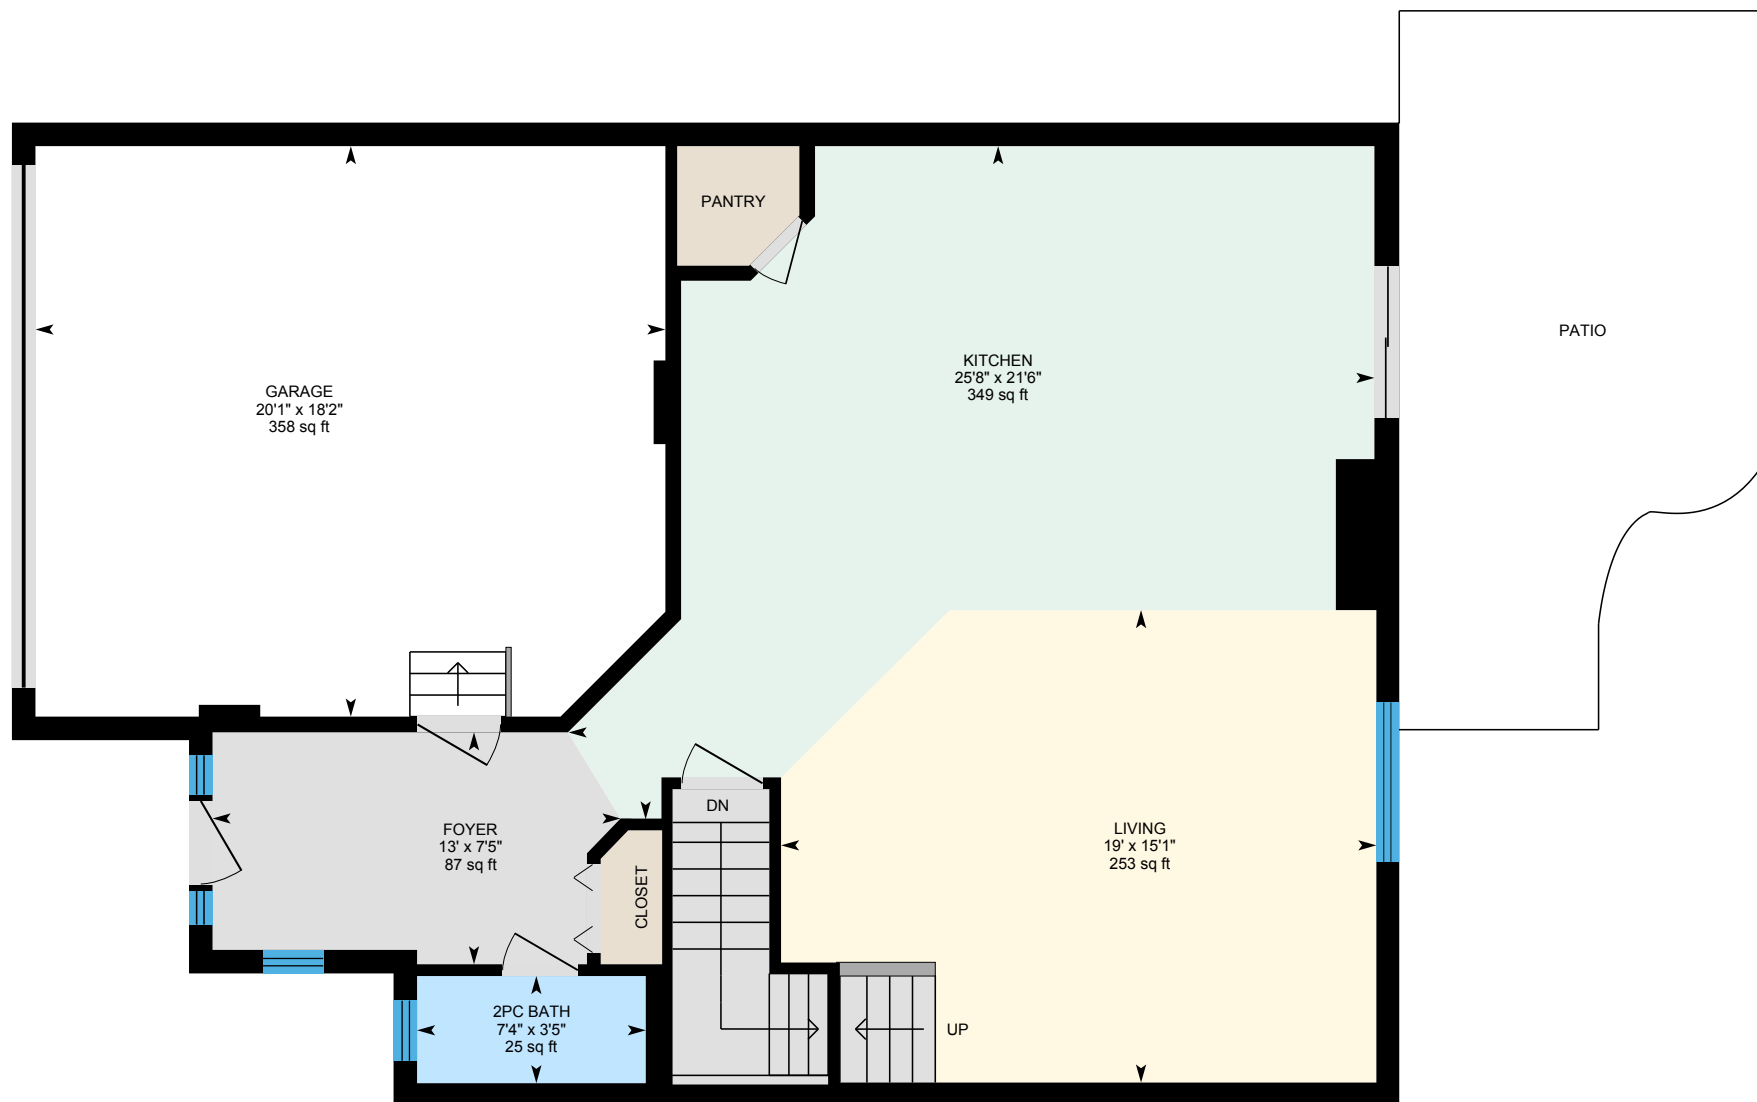 PANTRY
PATIO
KITCHEN
25'8" x 21'6"
349 sq ft
GARAGE
20'1" x 18'2"
358 sq ft
DN
FOYER
13' x 7'5"
87 sq ft
LIVING
19' x 15'1"
253 sq ft
CLOSET
2PC BATH
7'4" x 3'5"
25 sq ft
UP